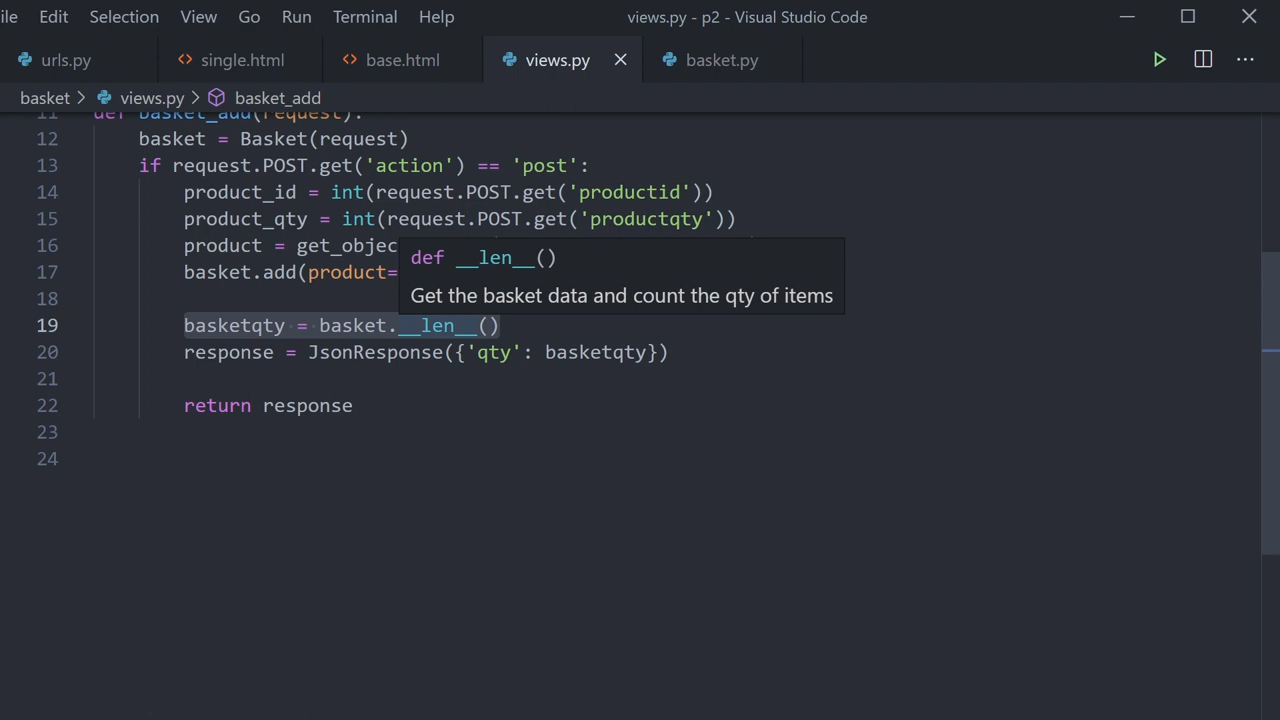 ile Edit Selection View Go Run Terminal Help views.py - p2 - Visual Studio Code
urls.py single.html base.html views.py basket.py
basket > views.py > basket_add
11 def basket_add(request):
12 basket = Basket(request)
13 if request.POST.get('action') == 'post':
14 product_id = int(request.POST.get('productid'))
15 product_qty = int(request.POST.get('productqty'))
16 product = get_objec
17 basket.add(product=
def __len__()
Get the basket data and count the qty of items
18
19 basketqty = basket.__len__()
20 response = JsonResponse({'qty': basketqty})
21
22 return response
23
24